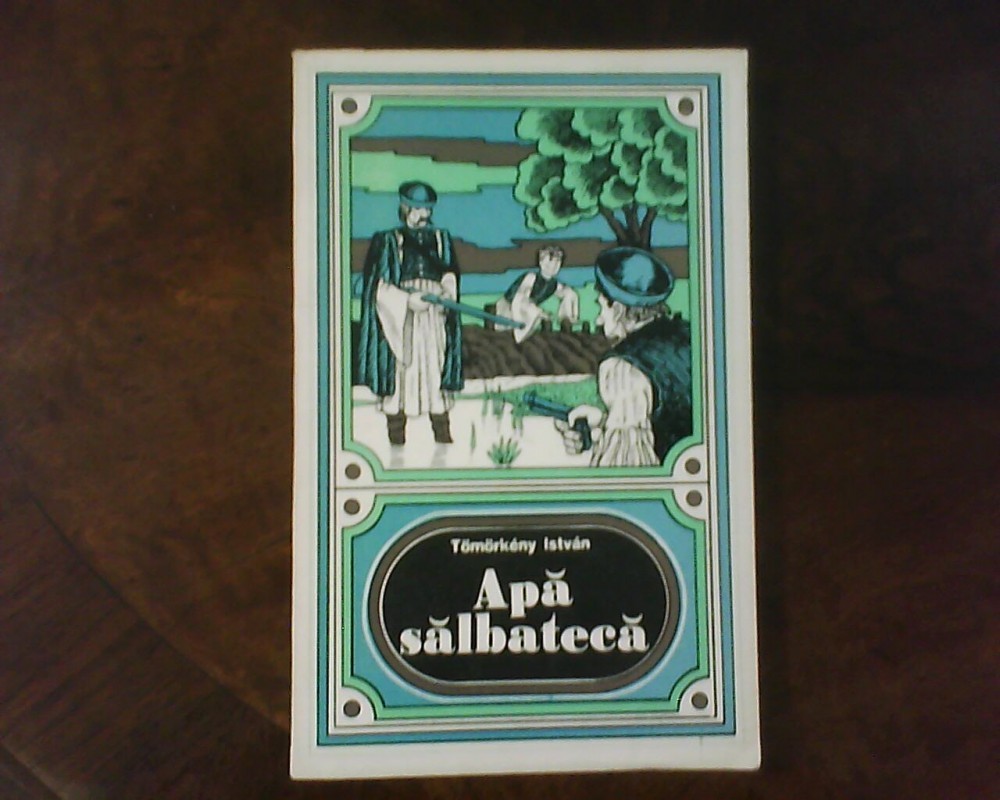 Tömörkény István
Apă
sălbatecă